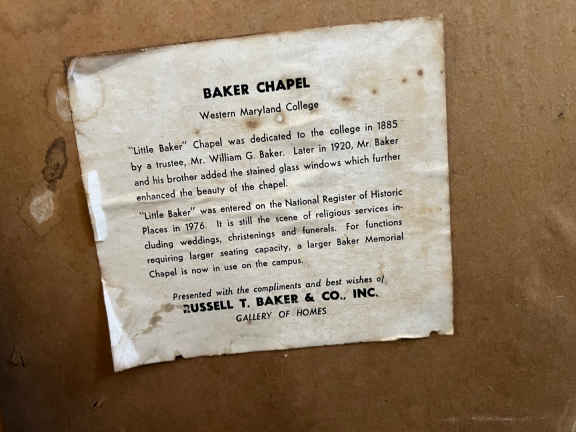 BAKER CHAPEL
Western Maryland College
"Little Baker" Chapel was dedicated to the college in 1885
by a trustee, Mr. William G. Baker. Later in 1920, Mr. Baker
and his brother added the stained glass windows which further
enhanced the beauty of the chapel.
"Little Baker" was entered on the National Register of Historic
Places in 1976. It is still the scene of religious services in-
cluding weddings, christenings and funerals. For functions
requiring larger seating capacity, a larger Baker Memorial
Chapel is now in use on the campus.
Presented with the compliments and best wishes of
RUSSELL T. BAKER & CO., INC.
GALLERY OF HOMES